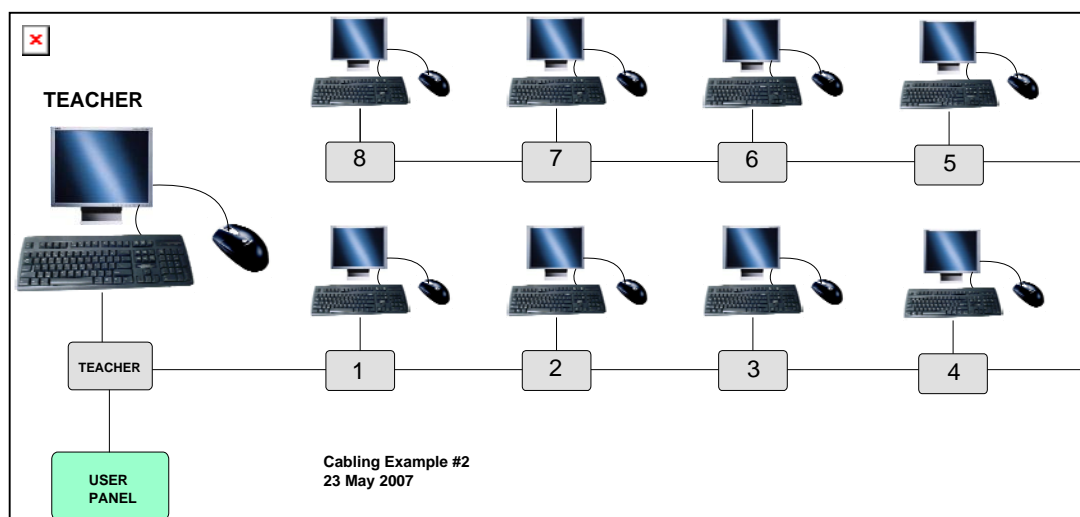 TEACHER
8
7
6
5
TEACHER
1
2
3
4
USER
PANEL
Cabling Example #2
23 May 2007